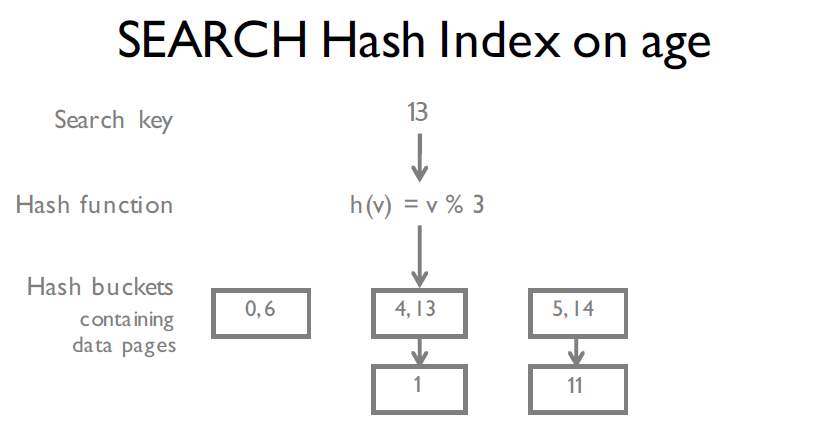 SEARCH Hash Index on age
Search key
13
Hash function
h(v) = v % 3
Hash buckets
containing
data pages
0, 6
4, 13
5, 14
1
11